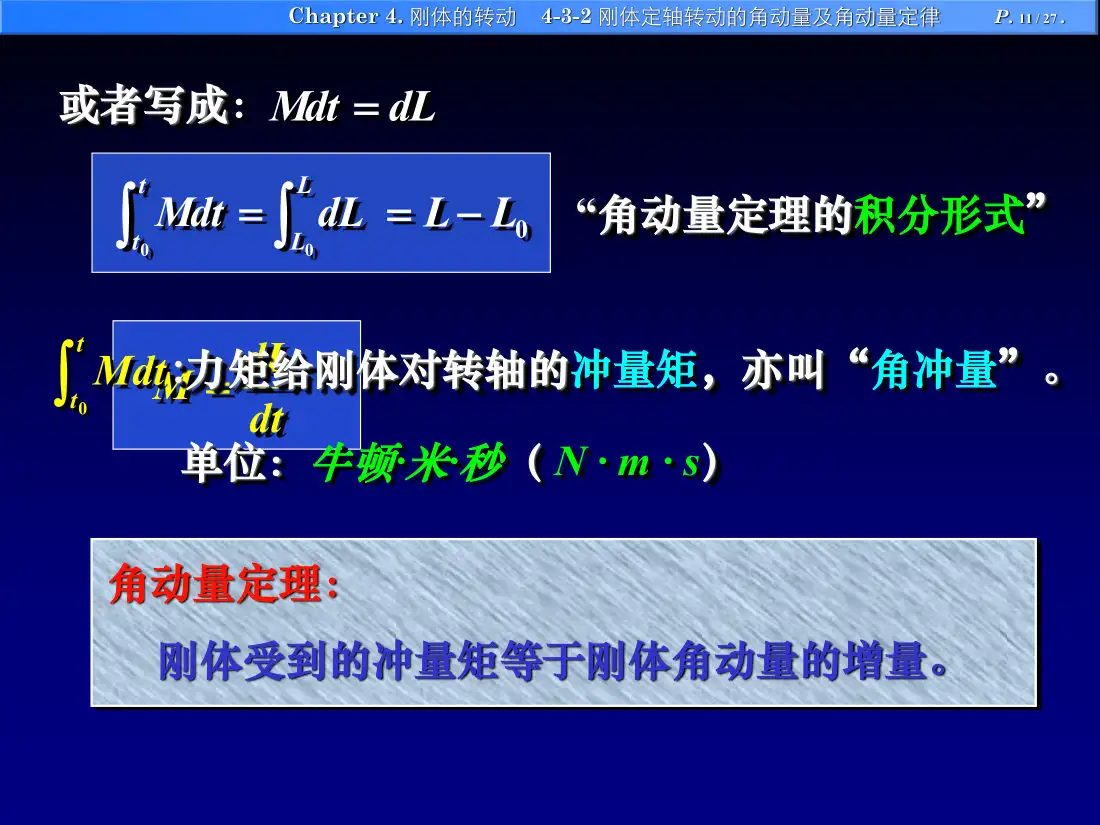 Chapter 4. 刚体的转动 4-3-2 刚体定轴转动的角动量及角动量定律 P. 11 / 27 .
或者写成：Mdt = dL
∫_{t₀}^{t} Mdt = ∫_{L₀}^{L} dL = L − L₀ “角动量定理的积分形式”
∫_{t₀}^{t} Mdt :力矩给刚体对转轴的冲量矩，亦叫“角冲量”。
dt
单位：牛顿·米·秒（N · m · s）
角动量定理：
刚体受到的冲量矩等于刚体角动量的增量。